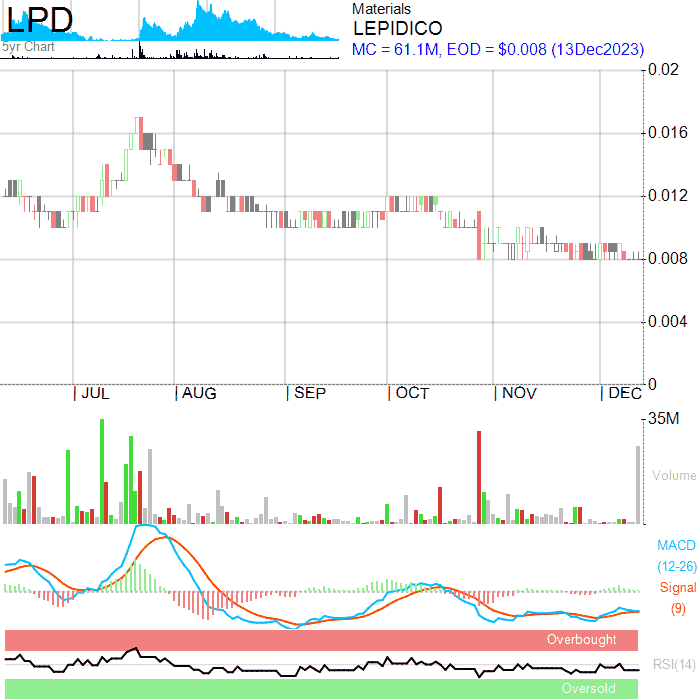 LPD
5yr Chart
Materials
LEPIDICO
MC = 61.1M, EOD = $0.008 (13Dec2023)
0.02
0.016
0.012
0.008
0.004
0
| JUL | AUG | SEP | OCT | NOV | DEC
35M
Volume
MACD
(12-26)
Signal
(9)
Overbought
RSI(14)
Oversold